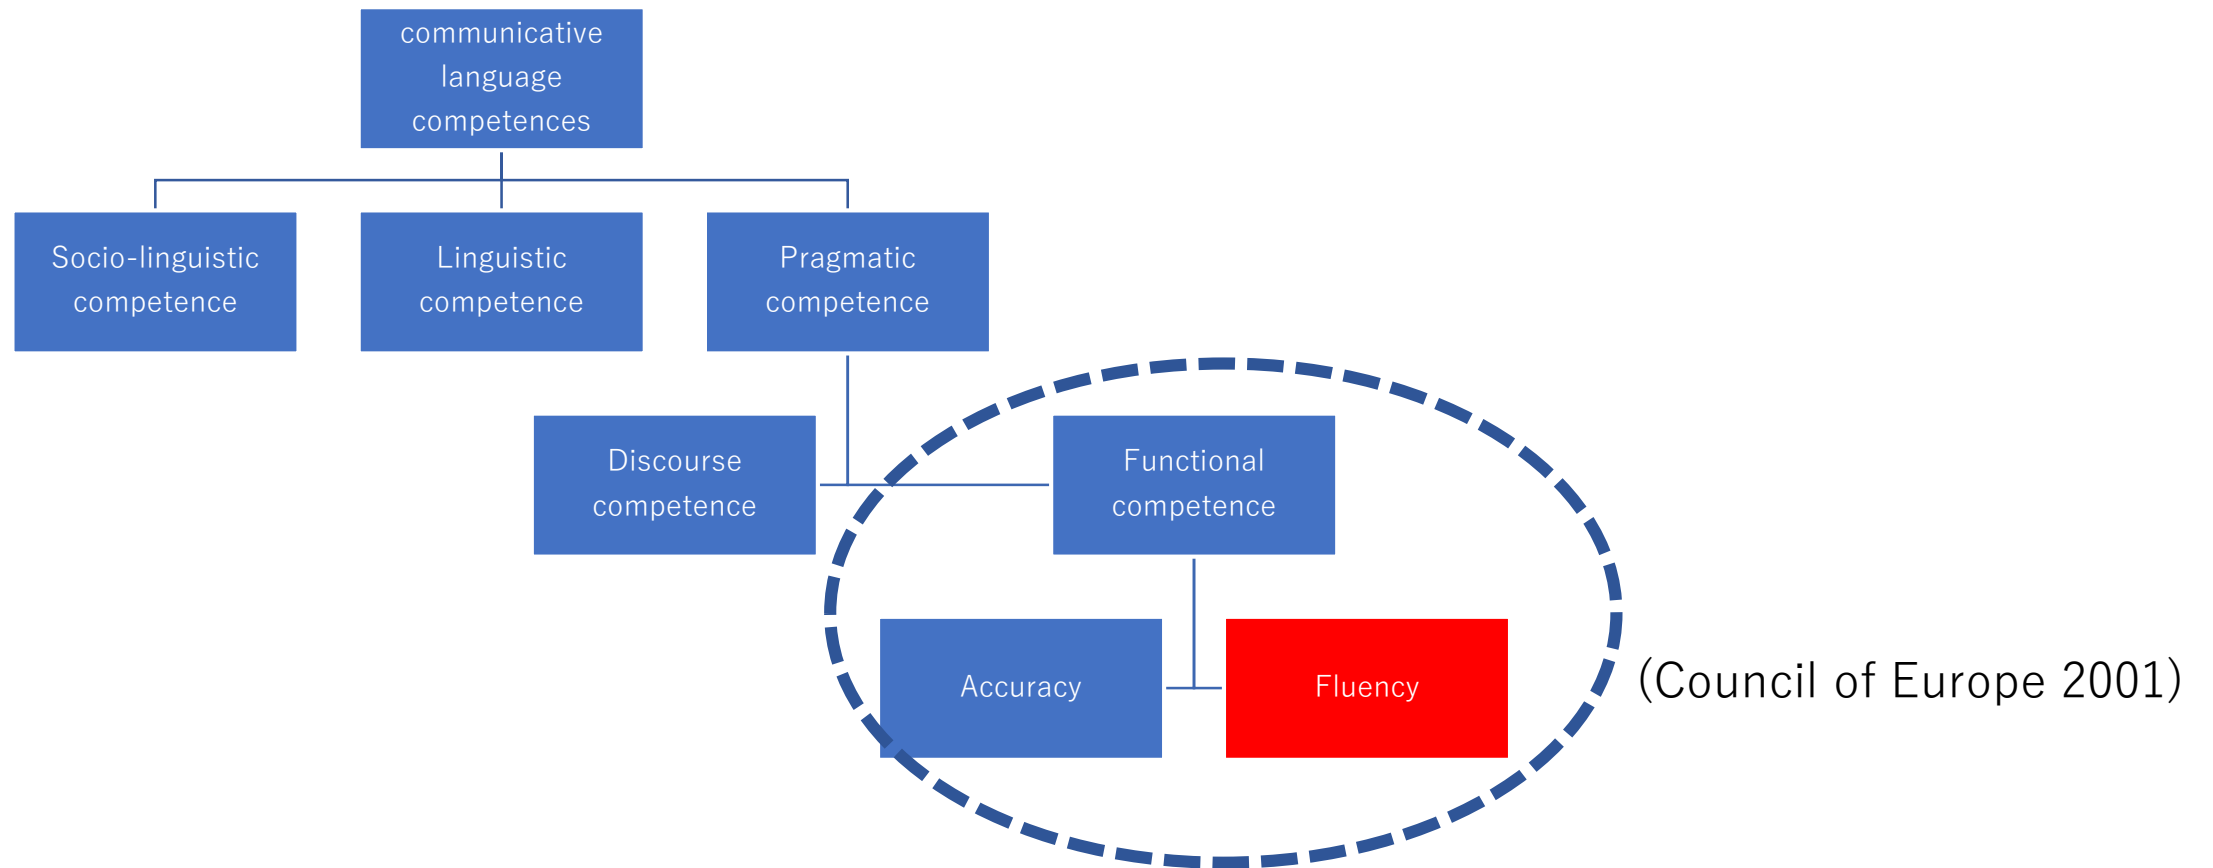 communicative
language
competences
Socio-linguistic
competence
Linguistic
competence
Pragmatic
competence
Discourse
competence
Functional
competence
Accuracy
Fluency
(Council of Europe 2001)